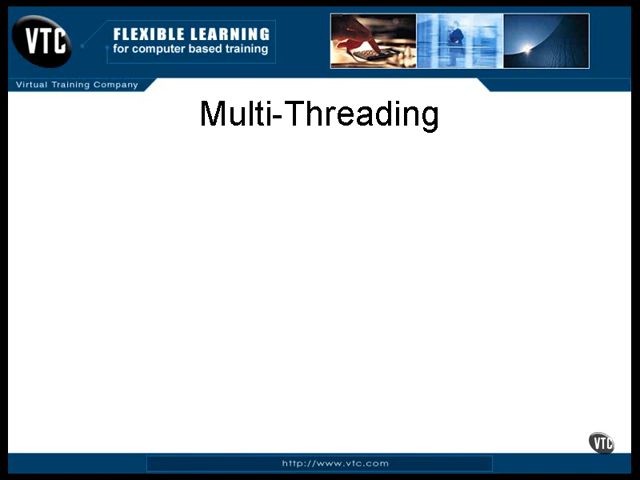 VTC
FLEXIBLE LEARNING
for computer based training
Virtual Training Company
Multi-Threading
VTC
http://www.vtc.com